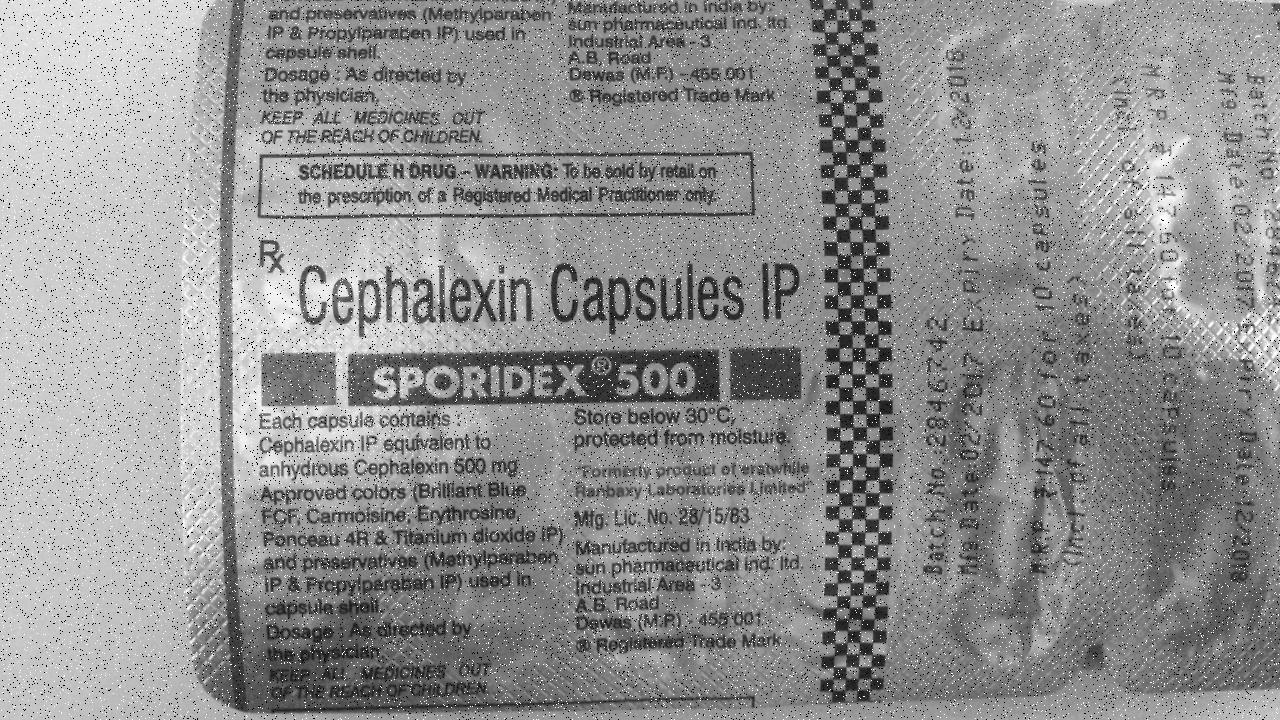 and preservatives (Methylparaben
IP & Propylparaben IP) used in
capsule shell.
Dosage : As directed by
the physician.
KEEP ALL MEDICINES OUT
OF THE REACH OF CHILDREN.
Manufactured in India by:
sun pharmaceutical ind. ltd.
Industrial Area - 3
A.B. Road
Dewas (M.P.) - 455 001
® Registered Trade Mark
SCHEDULE H DRUG – WARNING: To be sold by retail on
the prescription of a Registered Medical Practitioner only.
Rx
Cephalexin Capsules IP
SPORIDEX® 500
Each capsule contains :
Cephalexin IP equivalent to
anhydrous Cephalexin 500 mg
Approved colors (Brilliant Blue
FCF, Carmoisine, Erythrosine,
Ponceau 4R & Titanium dioxide IP)
and preservatives (Methylparaben
IP & Propylparaben IP) used in
capsule shell.
Dosage : As directed by
the physician.
KEEP ALL MEDICINES OUT
OF THE REACH OF CHILDREN.
Store below 30°C,
protected from moisture.
"Formerly product of erstwhile
Ranbaxy Laboratories Limited"
Mfg. Lic. No. 28/15/83
Manufactured in India by:
sun pharmaceutical ind. ltd.
Industrial Area - 3
A.B. Road
Dewas (M.P.) - 455 001
® Registered Trade Mark
Batch.No. 2846742
Mfg.Date 02/2017 Expiry Date 12/2018
M.R.P. ₹ 147.60 for 10 capsules
(Incl. of all taxes)
Batch.No.
Mfg.Date 02/2017 Expiry Date 12/2018
M.R.P. ₹ 147.60 for 10 capsules
(Incl. of all taxes)